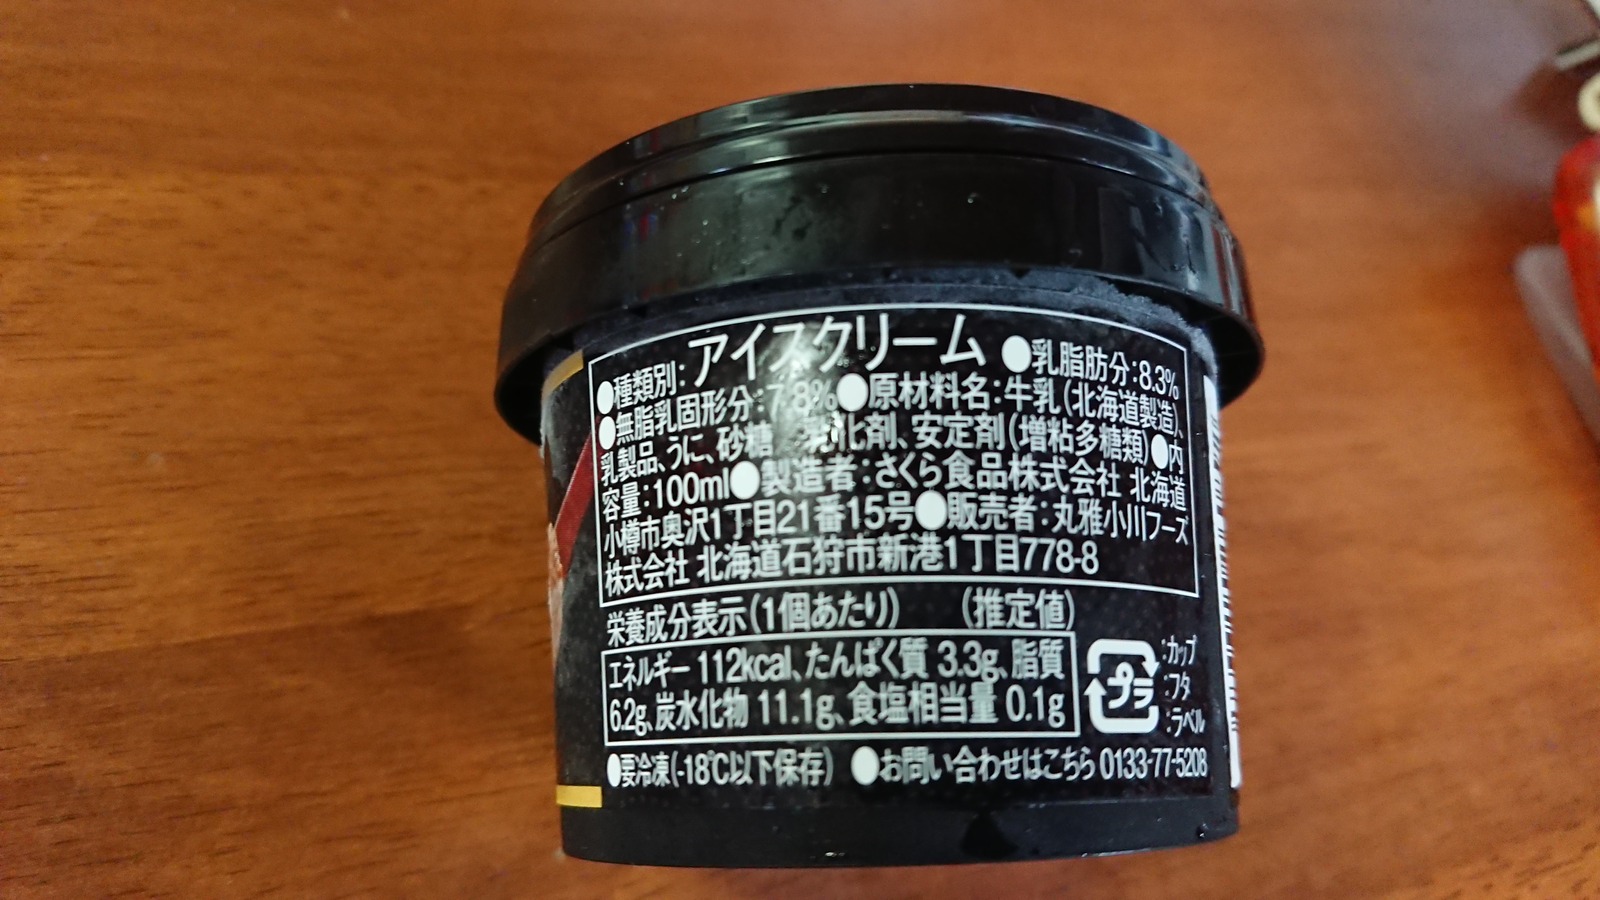 ●種類別:アイスクリーム ●乳脂肪分:8.3%
●無脂乳固形分:7.8%●原材料名:牛乳(北海道製造)、
乳製品、うに、砂糖 乳化剤、安定剤(増粘多糖類)●内
容量:100ml●製造者:さくら食品株式会社 北海道
小樽市奥沢1丁目21番15号●販売者:丸雅小川フーズ
株式会社 北海道石狩市新港1丁目778-8
栄養成分表示(1個あたり) (推定値)
エネルギー 112kcal、たんぱく質 3.3g、脂質
6.2g、炭水化物 11.1g、食塩相当量 0.1g
プラ
:カップ
:フタ
:ラベル
●要冷凍(-18℃以下保存) ●お問い合わせはこちら 0133-77-5208